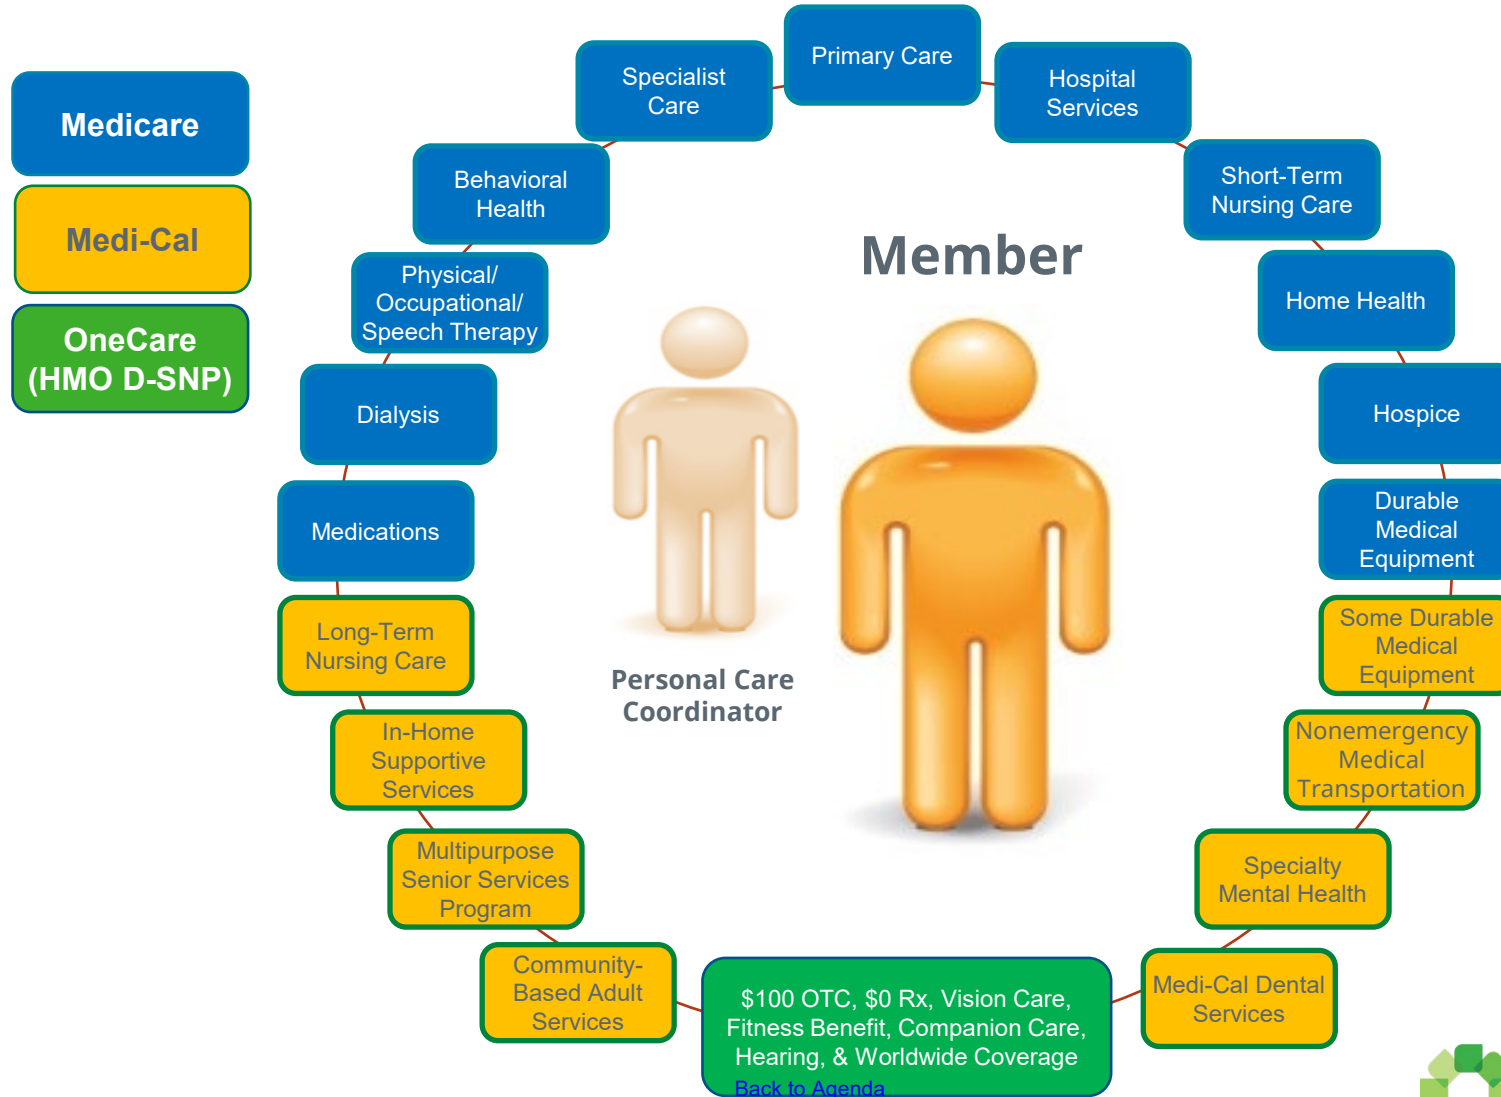 Medicare
Medi-Cal
OneCare
(HMO D-SNP)
Primary Care
Specialist
Care
Hospital
Services
Behavioral
Health
Short-Term
Nursing Care
Physical/
Occupational/
Speech Therapy
Home Health
Dialysis
Hospice
Medications
Durable
Medical
Equipment
Member
Personal Care
Coordinator
Long-Term
Nursing Care
Some Durable
Medical
Equipment
In-Home
Supportive
Services
Nonemergency
Medical
Transportation
Multipurpose
Senior Services
Program
Specialty
Mental Health
Community-
Based Adult
Services
Medi-Cal Dental
Services
$100 OTC, $0 Rx, Vision Care,
Fitness Benefit, Companion Care,
Hearing, & Worldwide Coverage
Back to Agenda